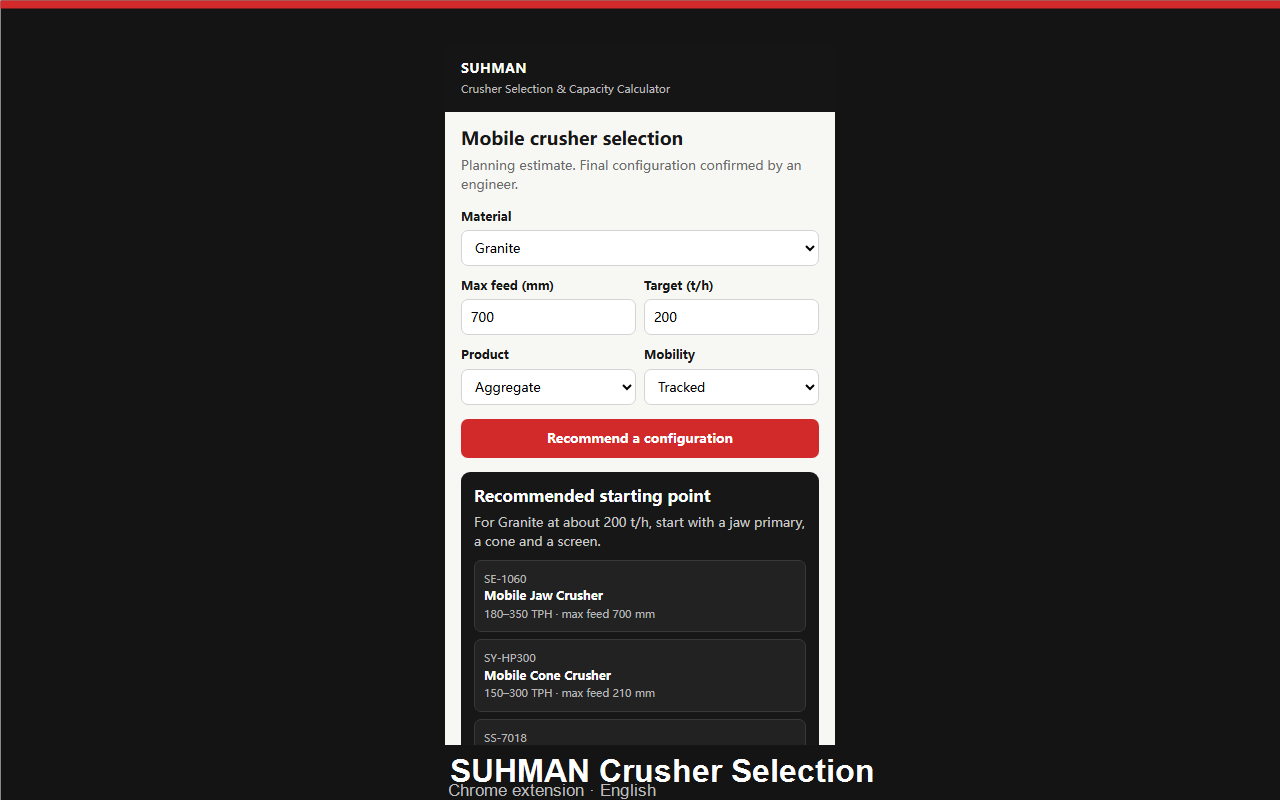 SUHMAN
Crusher Selection & Capacity Calculator
Mobile crusher selection
Planning estimate. Final configuration confirmed by an
engineer.
Material
Granite
Max feed (mm)
Target (t/h)
700
200
Product
Mobility
Aggregate
Tracked
Recommend a configuration
Recommended starting point
For Granite at about 200 t/h, start with a jaw primary,
a cone and a screen.
SE-1060
Mobile Jaw Crusher
180–350 TPH · max feed 700 mm
SY-HP300
Mobile Cone Crusher
150–300 TPH · max feed 210 mm
SS-7018
SUHMAN Crusher Selection
Chrome extension · English